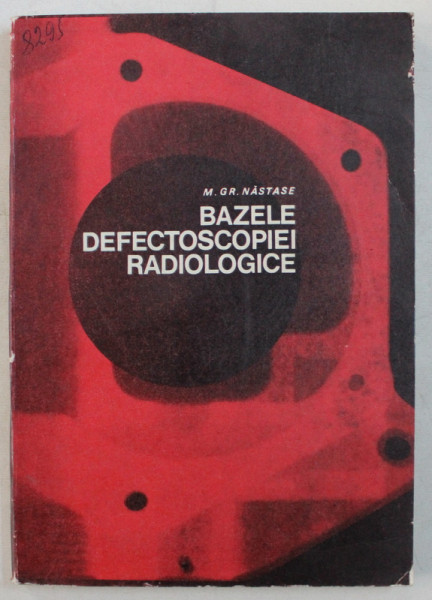 8295
M. GR. NĂSTASE
BAZELE
DEFECTOSCOPIEI
RADIOLOGICE